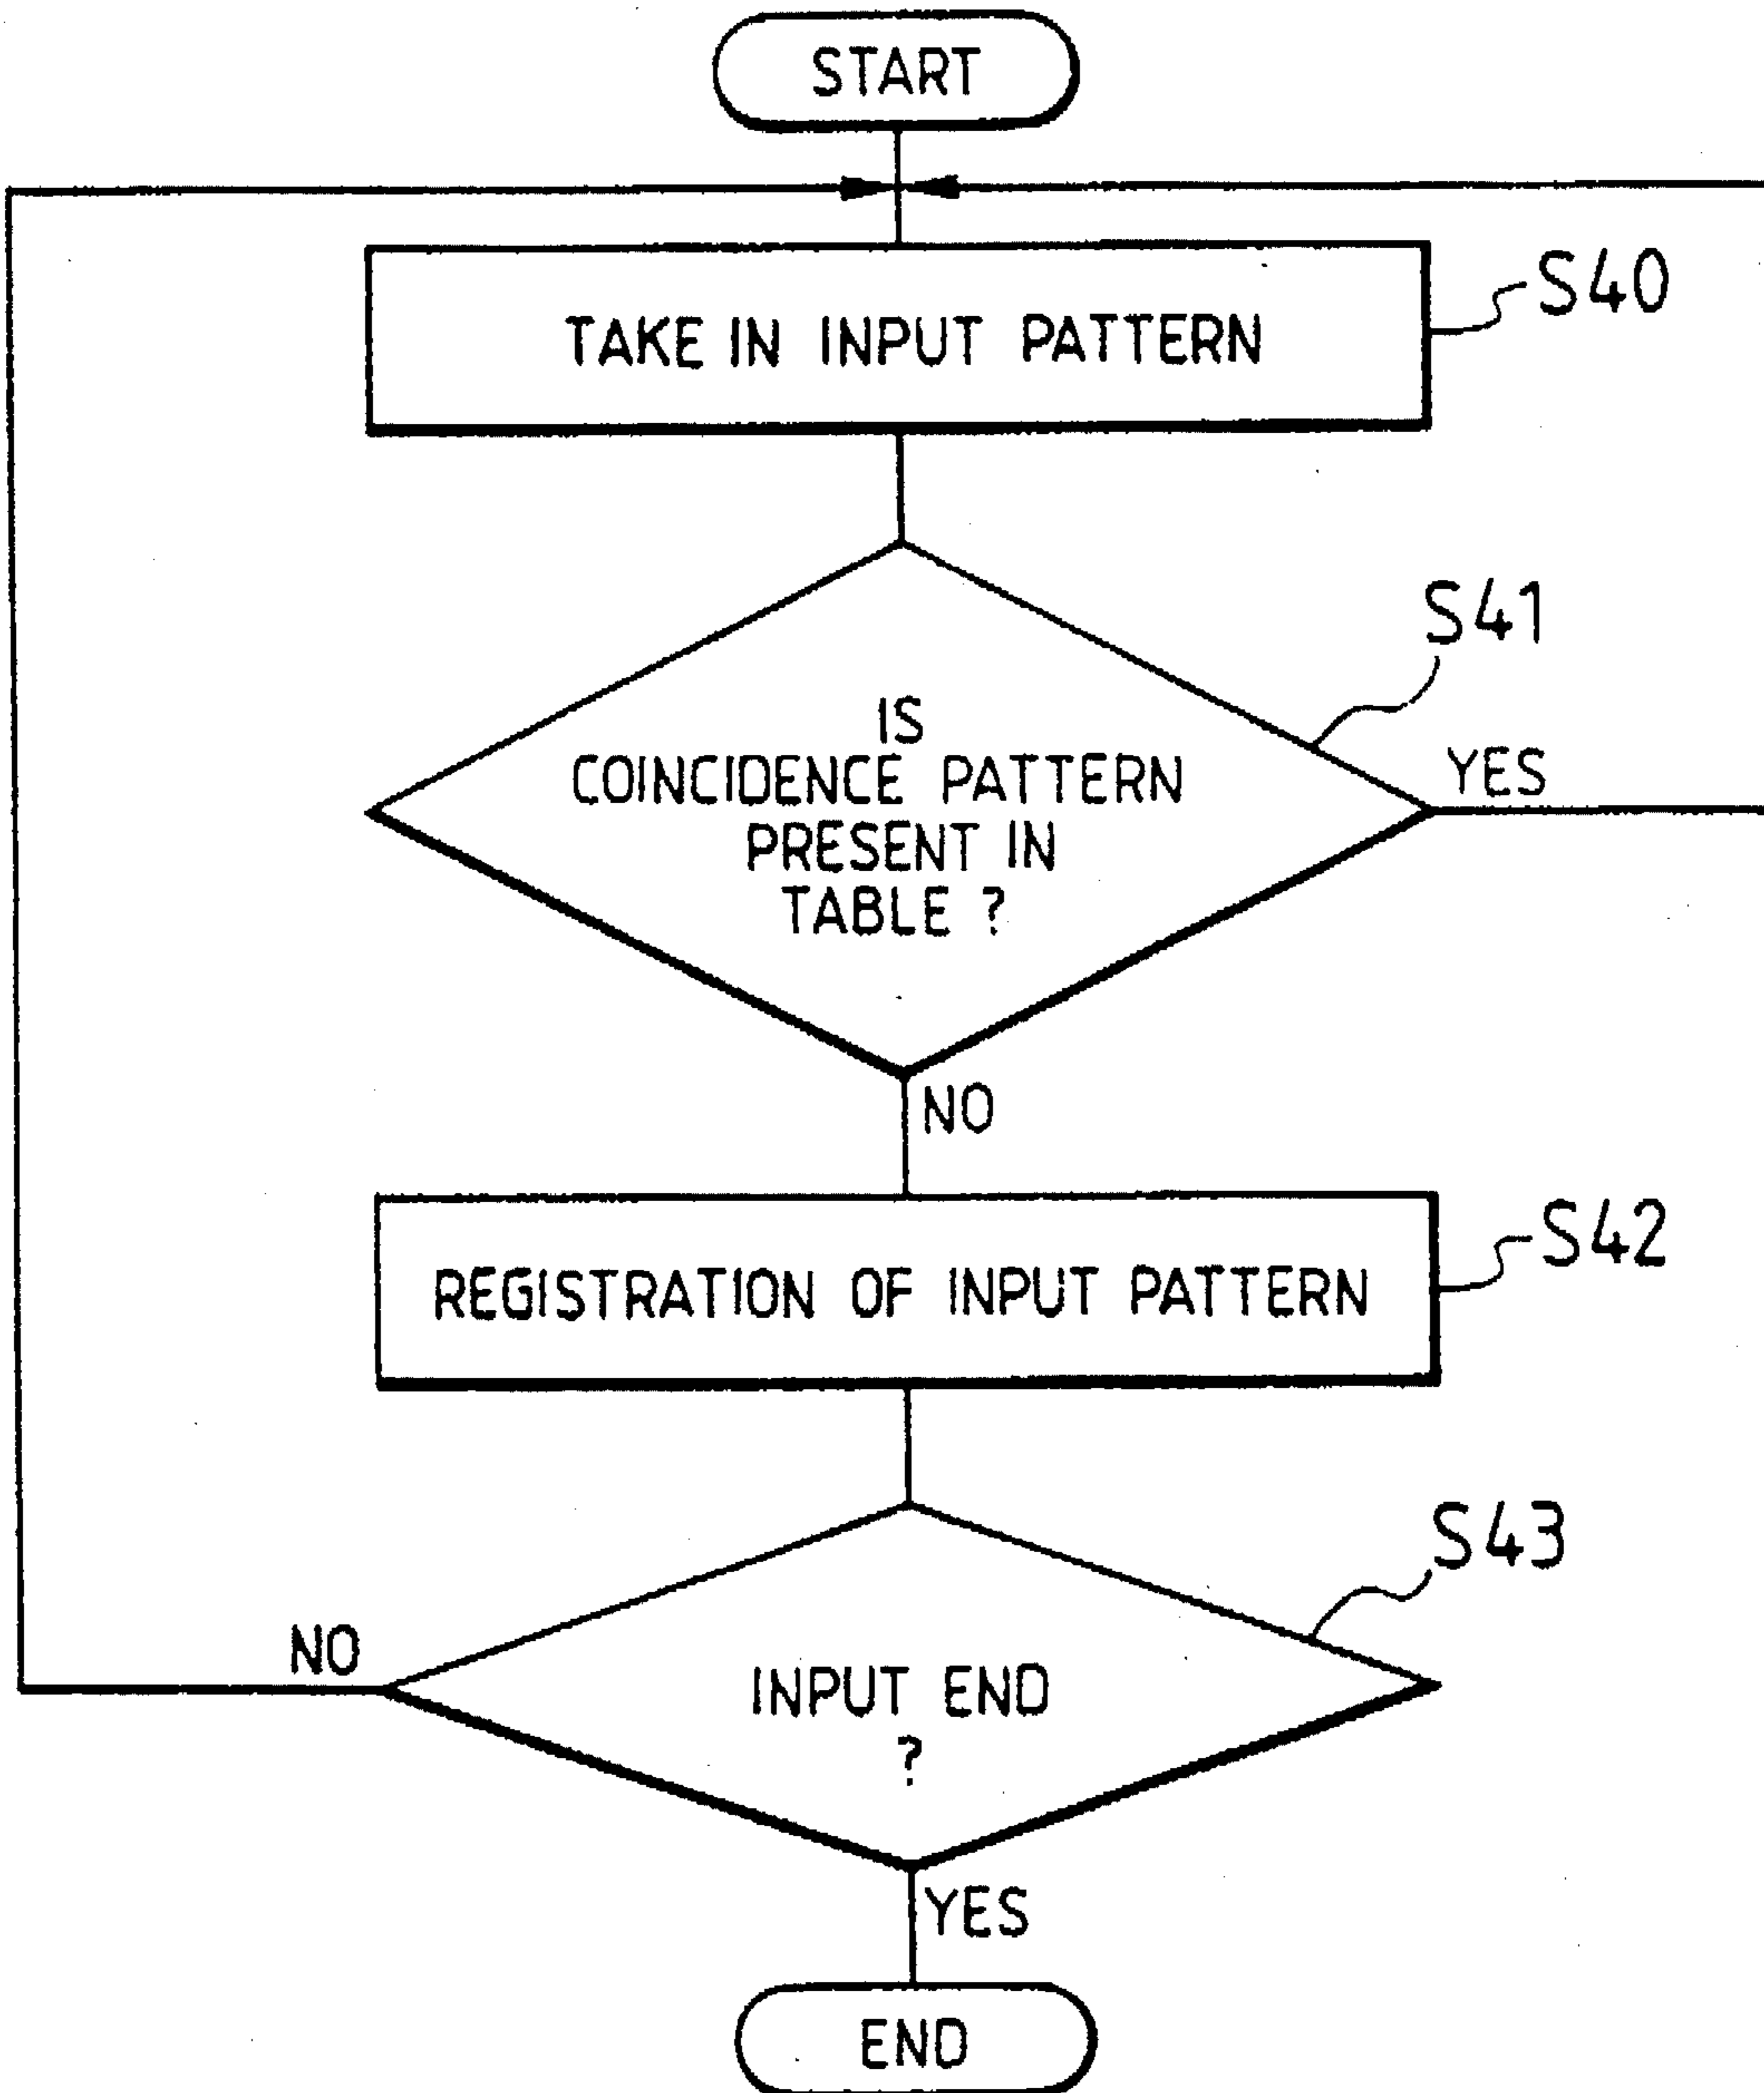 START
TAKE IN INPUT PATTERN
S40
S41
IS
COINCIDENCE PATTERN
PRESENT IN
TABLE ?
YES
NO
REGISTRATION OF INPUT PATTERN
S42
S43
NO
INPUT END
?
YES
END